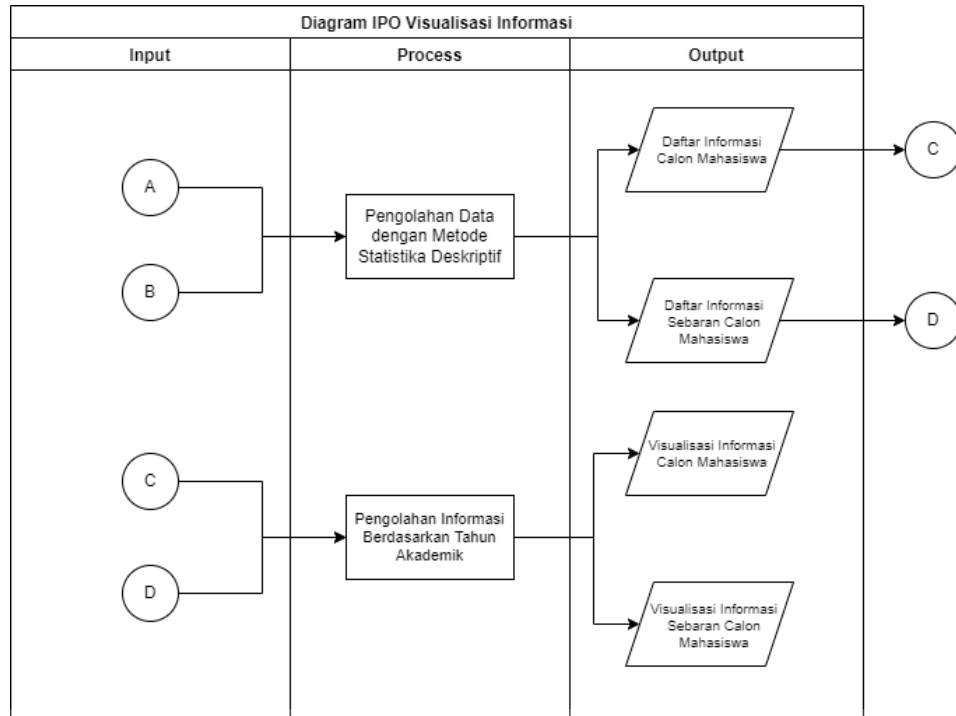 Diagram IPO Visualisasi Informasi
Input
Process
Output
A
B
Pengolahan Data
dengan Metode
Statistika Deskriptif
Daftar Informasi
Calon Mahasiswa
C
Daftar Informasi
Sebaran Calon
Mahasiswa
D
C
D
Pengolahan Informasi
Berdasarkan Tahun
Akademik
Visualisasi Informasi
Calon Mahasiswa
Visualisasi Informasi
Sebaran Calon
Mahasiswa